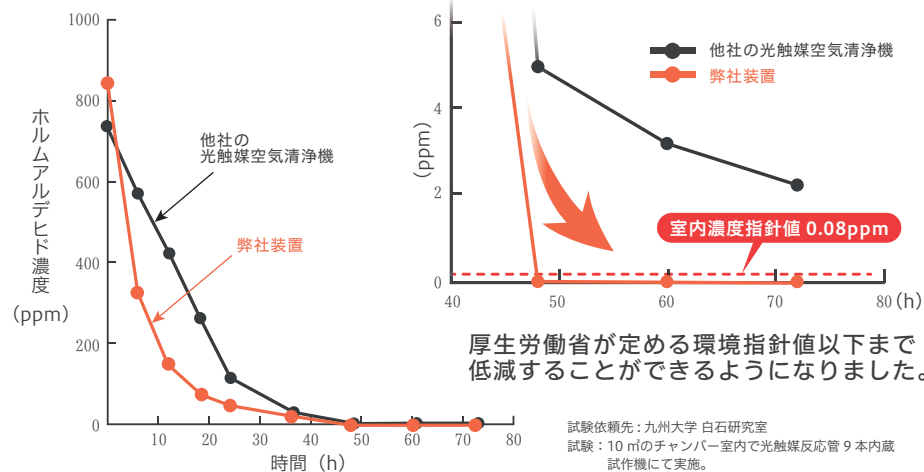 1000
800
600
400
200
0
10
20
30
40
50
60
70
80
ホルムアルデヒド濃度
(ppm)
時間（h）
他社の
光触媒空気清浄機
弊社装置
6
4
2
0
(ppm)
40
50
60
70
80
(h)
他社の光触媒空気清浄機
弊社装置
室内濃度指針値 0.08ppm
厚生労働省が定める環境指針値以下まで
低減することができるようになりました。
試験依頼先 : 九州大学 白石研究室
試験：10 ㎥のチャンバー室内で光触媒反応管 9 本内蔵
試作機にて実施。